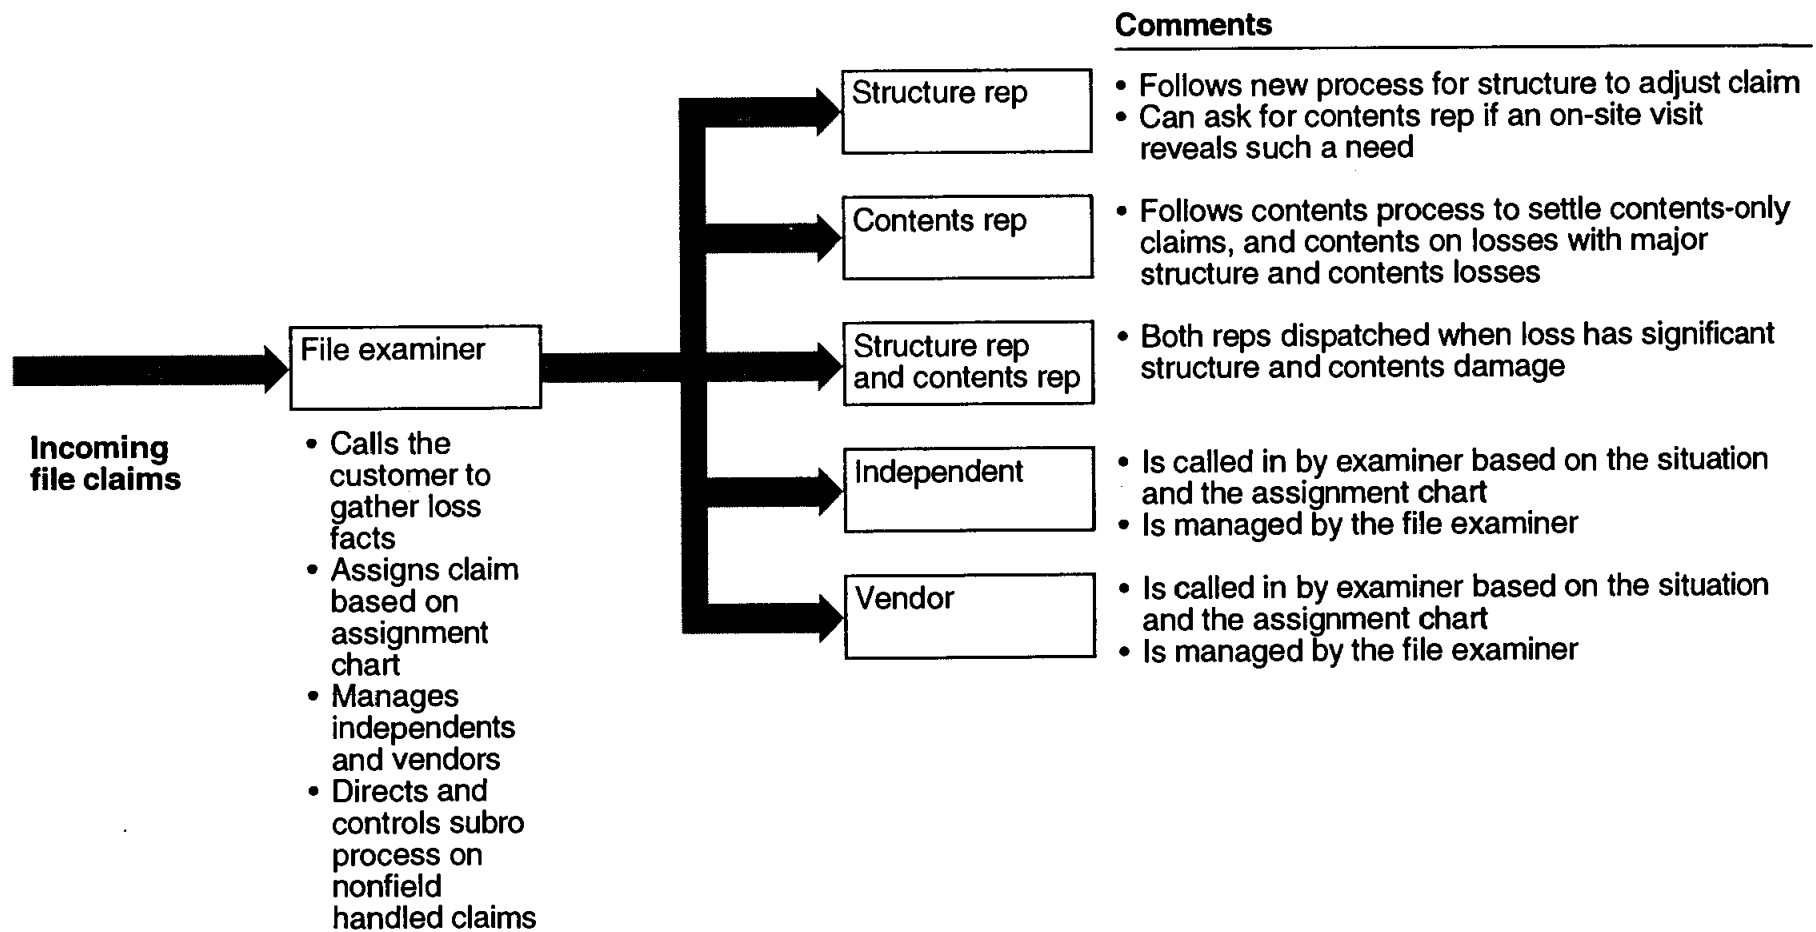 Comments
Structure rep
• Follows new process for structure to adjust claim
• Can ask for contents rep if an on-site visit
reveals such a need
Contents rep
• Follows contents process to settle contents-only
claims, and contents on losses with major
structure and contents losses
File examiner
Structure rep
and contents rep
• Both reps dispatched when loss has significant
structure and contents damage
Incoming
file claims
• Calls the
customer to
gather loss
facts
• Assigns claim
based on
assignment
chart
• Manages
independents
and vendors
• Directs and
controls subro
process on
nonfield
handled claims
Independent
• Is called in by examiner based on the situation
and the assignment chart
• Is managed by the file examiner
Vendor
• Is called in by examiner based on the situation
and the assignment chart
• Is managed by the file examiner